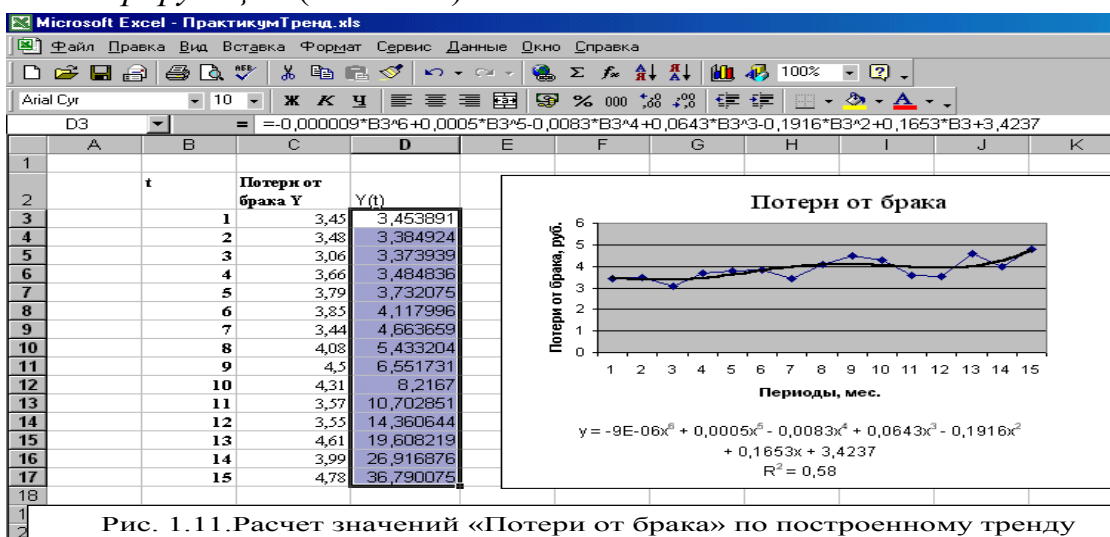 Microsoft Excel - ПрактикумТренд.xls
Файл Правка Вид Вставка Формат Сервис Данные Окно Справка
100%
Arial Cyr 10 Ж К Ч % 000
D3 = =-0,000009*B3^6+0,0005*B3^5-0,0083*B3^4+0,0643*B3^3-0,1916*B3^2+0,1653*B3+3,4237
A B C D E F G H I J K
1
2 t Потери от брака Y Y(t)
3 1 3,45 3,453891
4 2 3,48 3,384924
5 3 3,06 3,373939
6 4 3,66 3,484836
7 5 3,79 3,732075
8 6 3,85 4,117996
9 7 3,44 4,663659
10 8 4,08 5,433204
11 9 4,5 6,551731
12 10 4,31 8,2167
13 11 3,57 10,702851
14 12 3,55 14,360644
15 13 4,61 19,608219
16 14 3,99 26,916876
17 15 4,78 36,790075
18
Потери от брака
Потери от брака, руб.
6
5
4
3
2
1
0
1 2 3 4 5 6 7 8 9 10 11 12 13 14 15
Периоды, мес.
y = -9E-06x⁶ + 0,0005x⁵ - 0,0083x⁴ + 0,0643x³ - 0,1916x²
+ 0,1653x + 3,4237
R² = 0,58
Рис. 1.11.Расчет значений «Потери от брака» по построенному тренду